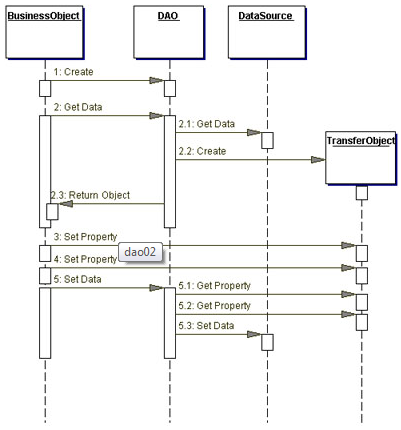 BusinessObject
DAO
DataSource
1: Create
2: Get Data
2.1: Get Data
TransferObject
2.2: Create
2.3: Return Object
3: Set Property
dao02
4: Set Property
5: Set Data
5.1: Get Property
5.2: Get Property
5.3: Set Data